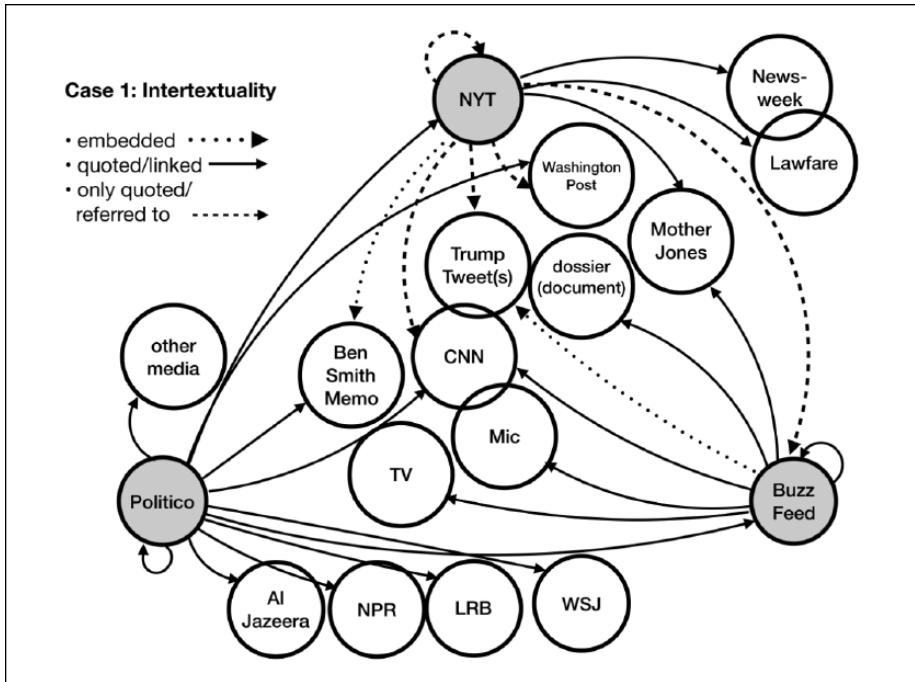 Case 1: Intertextuality
• embedded
• quoted/linked
• only quoted/
referred to
NYT
News-
week
Lawfare
Washington
Post
Mother
Jones
Trump
Tweet(s)
dossier
(document)
other
media
Ben
Smith
Memo
CNN
Mic
TV
Politico
Buzz
Feed
Al
Jazeera
NPR
LRB
WSJ